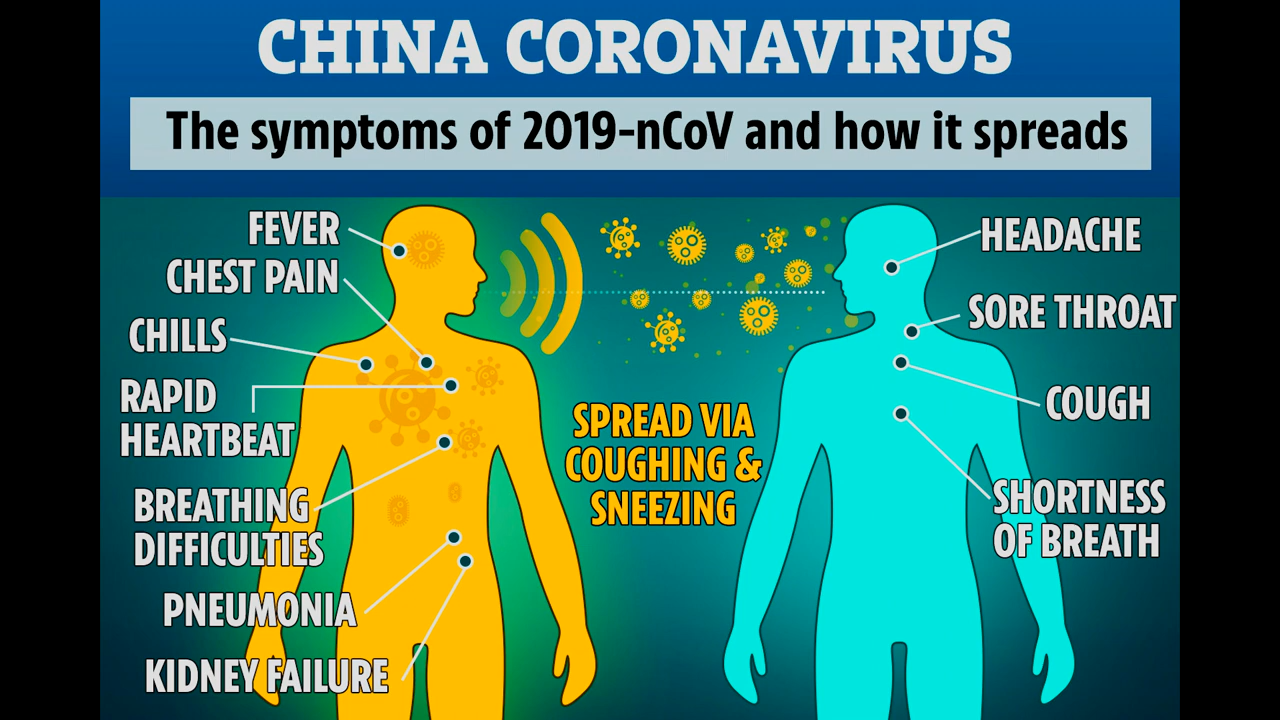 CHINA CORONAVIRUS
The symptoms of 2019-nCoV and how it spreads
FEVER
CHEST PAIN
CHILLS
RAPID
HEARTBEAT
BREATHING
DIFFICULTIES
PNEUMONIA
KIDNEY FAILURE
SPREAD VIA
COUGHING &
SNEEZING
HEADACHE
SORE THROAT
COUGH
SHORTNESS
OF BREATH